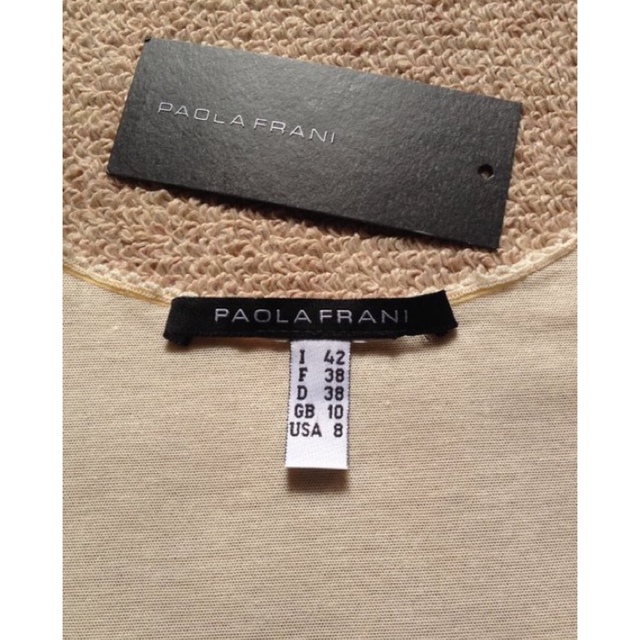 PAOLA FRANI
PAOLA FRANI
I 42
F 38
D 38
GB 10
USA 8